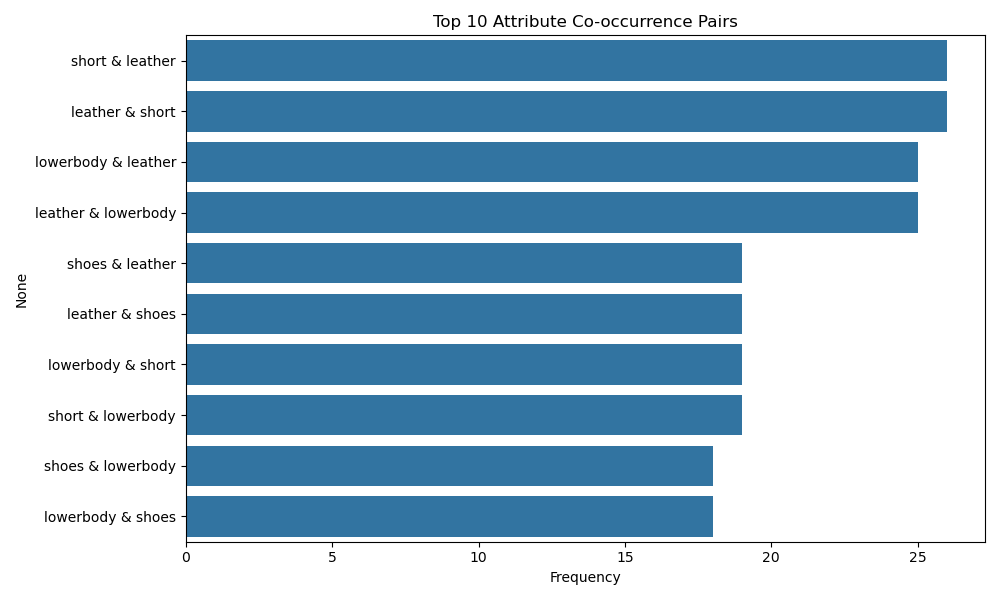 Top 10 Attribute Co-occurrence Pairs
short & leather
leather & short
lowerbody & leather
leather & lowerbody
shoes & leather
leather & shoes
lowerbody & short
short & lowerbody
shoes & lowerbody
lowerbody & shoes
None
0 5 10 15 20 25
Frequency